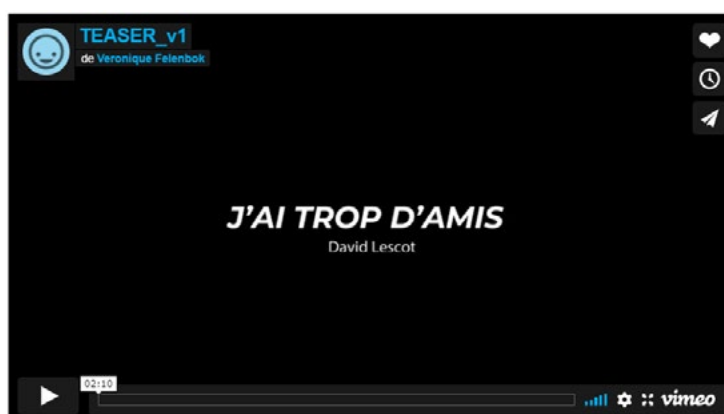 TEASER_v1
de Veronique Felenbok
J'AI TROP D'AMIS
David Lescot
02:10
vimeo